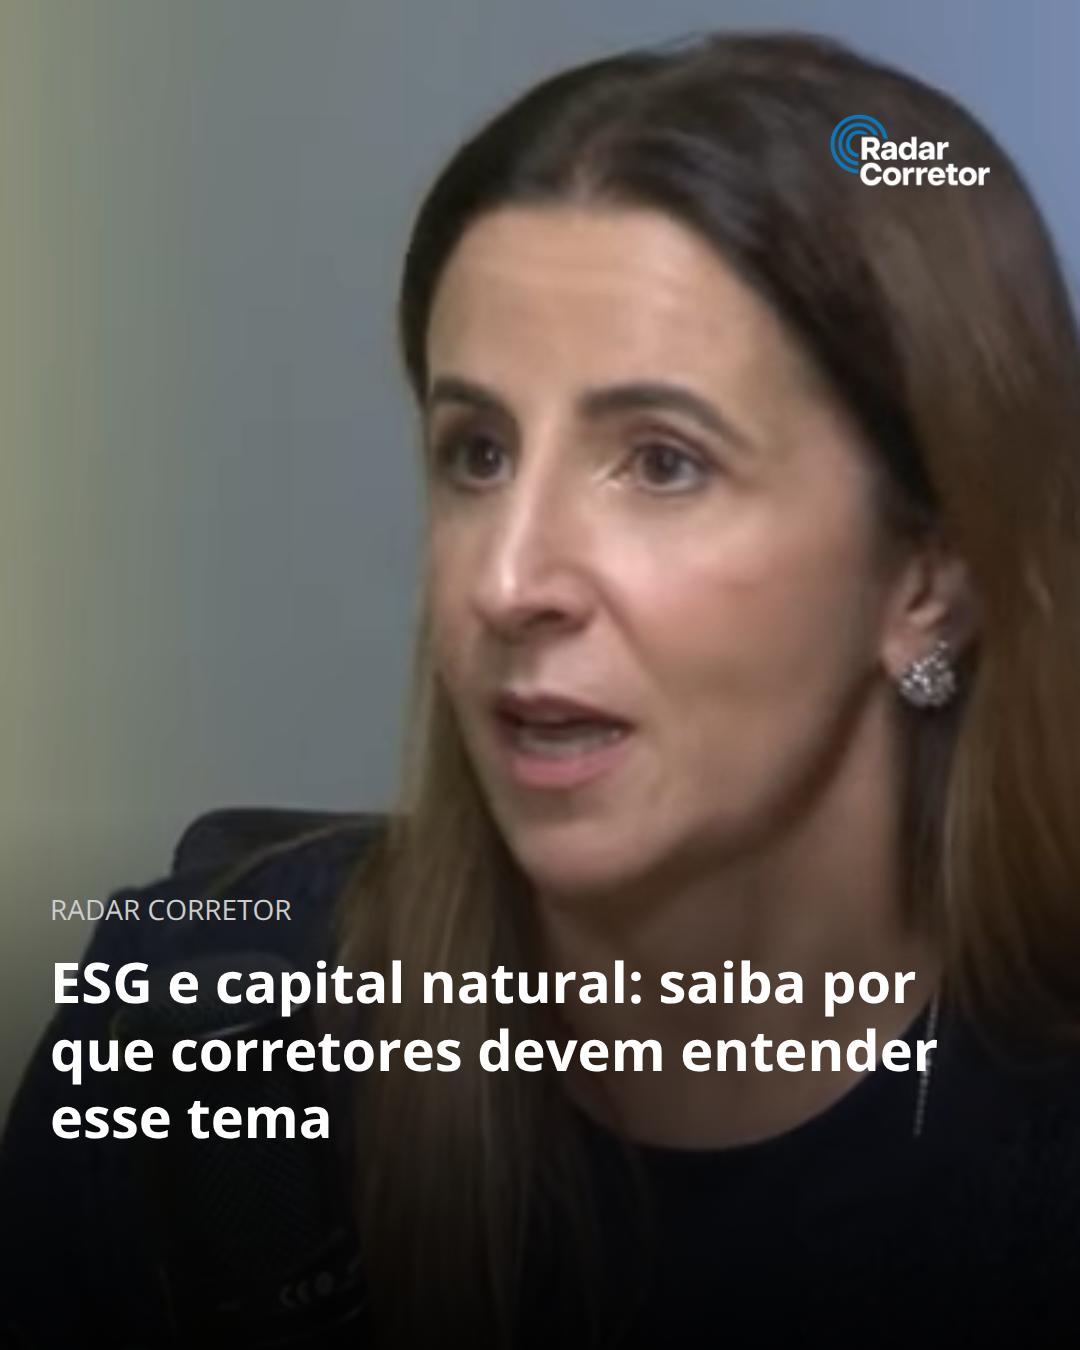 Radar
Corretor
RADAR CORRETOR
ESG e capital natural: saiba por
que corretores devem entender
esse tema